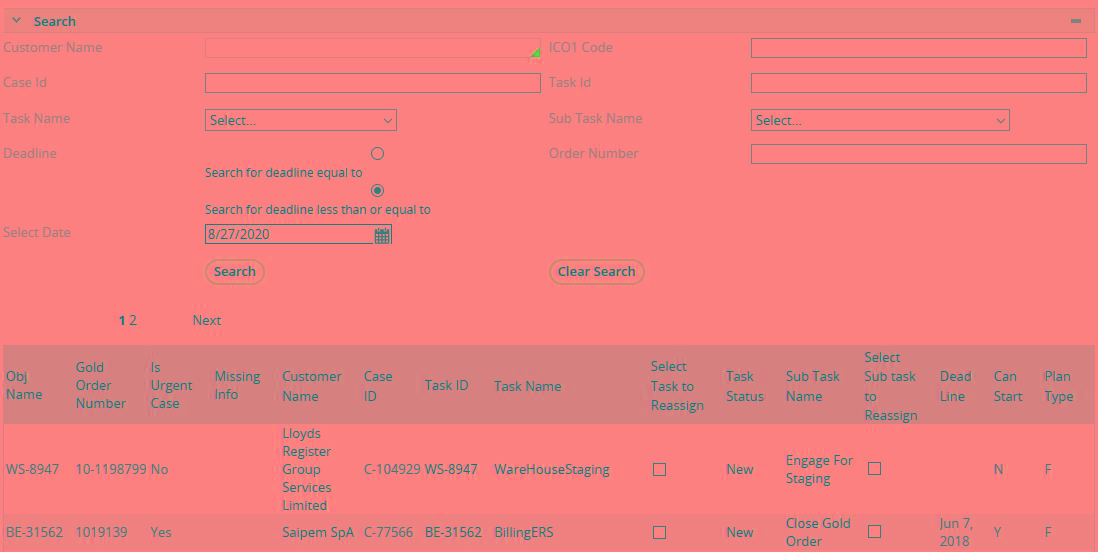 Search
Customer Name ICO1 Code
Case Id Task Id
Task Name Select... Sub Task Name Select...
Deadline Order Number
Search for deadline equal to
Search for deadline less than or equal to
Select Date 8/27/2020
Search Clear Search
1 2 Next
Obj Name Gold Order Number Is Urgent Case Missing Info Customer Name Case ID Task ID Task Name Select Task to Reassign Task Status Sub Task Name Select Sub task to Reassign Dead Line Can Start Plan Type
WS-8947 10-1198799 No Lloyds Register Group Services Limited C-104929 WS-8947 WareHouseStaging New Engage For Staging N F
BE-31562 1019139 Yes Saipem SpA C-77566 BE-31562 BillingERS New Close Gold Order Jun 7, 2018 Y F